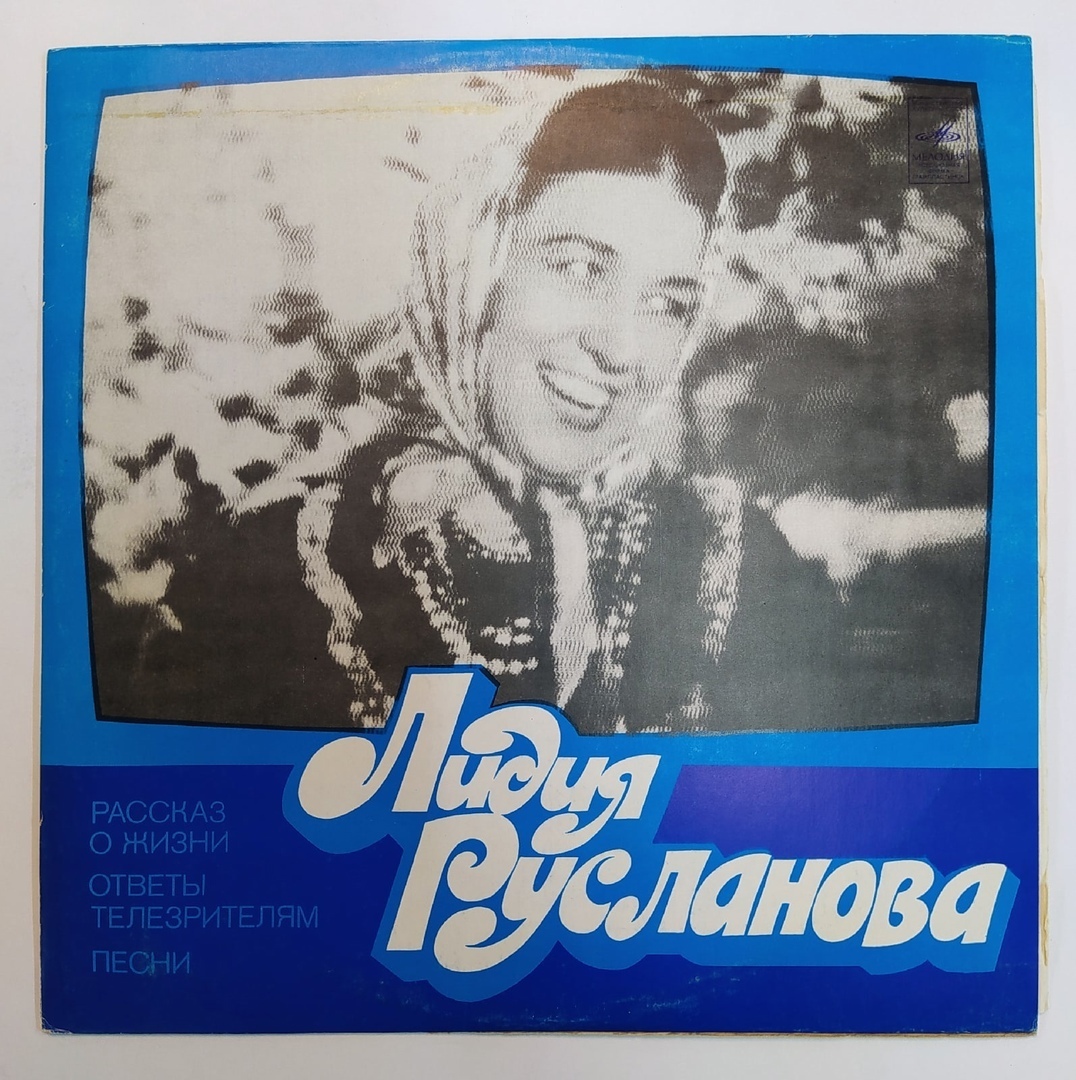 МЕЛОДИЯ
Лидия
Русланова
РАССКАЗ
О ЖИЗНИ
ОТВЕТЫ
ТЕЛЕЗРИТЕЛЯМ
ПЕСНИ